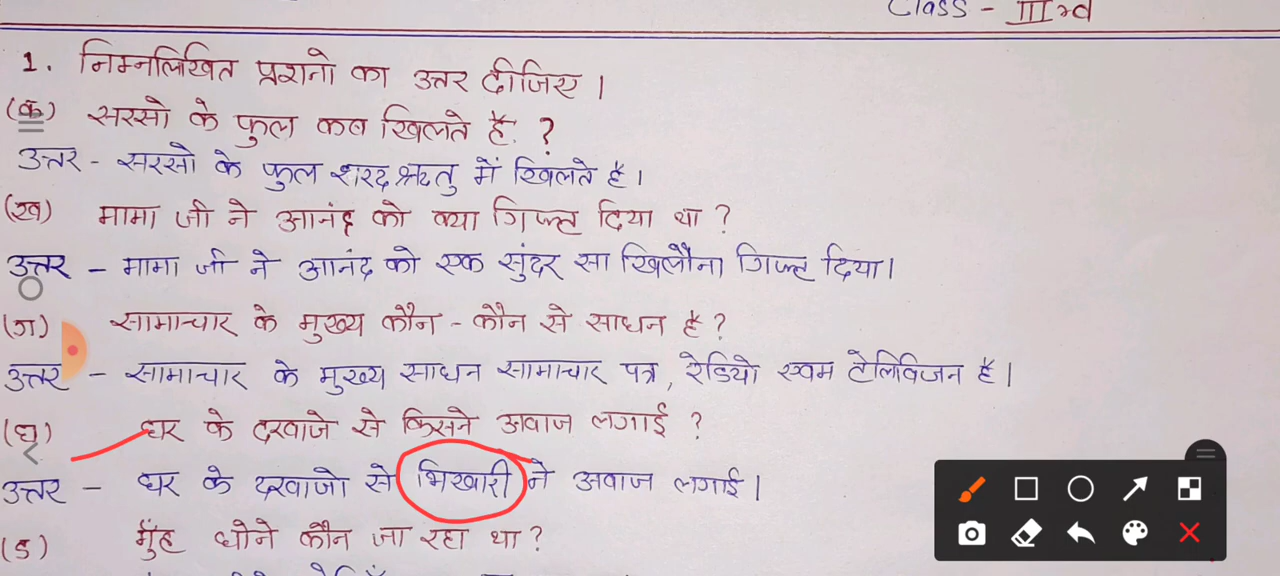 Class - IIIrd
1. निम्नलिखित प्रशनो का उत्तर दीजिए ।
(क) सरसो के फुल कब खिलते है ?
उत्तर - सरसो के फुल शरद ऋतु में खिलते है ।
(ख) मामा जी ने आनंद को क्या गिफ्ट दिया था ?
उत्तर - मामा जी ने आनंद को एक सुंदर सा खिलौना गिफ्ट दिया ।
(ग) सामाचार के मुख्य कौन - कौन से साधन है ?
उत्तर - सामाचार के मुख्य साधन सामाचार पत्र , रेडियो एवम टेलिविजन है ।
(घ) घर के दरवाजे से किसने अवाज लगाई ?
उत्तर - घर के दरवाजो से भिखारी ने अवाज लगाई ।
(ड) मुँह धोने कौन जा रहा था ?